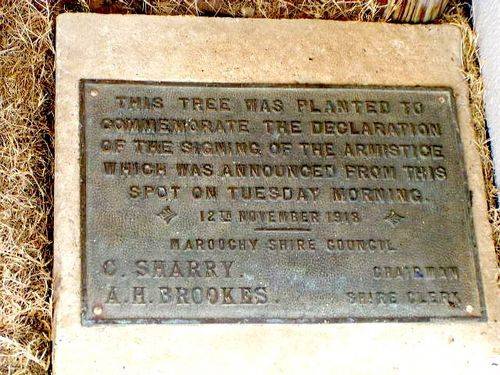 THIS TREE WAS PLANTED TO
COMMEMORATE THE DECLARATION
OF THE SIGNING OF THE ARMISTICE
WHICH WAS ANNOUNCED FROM THIS
SPOT ON TUESDAY MORNING.
12TH NOVEMBER 1918
MAROOCHY SHIRE COUNCIL
C. SHARRY. CHAIRMAN
A.H. BROOKES. SHIRE CLERK